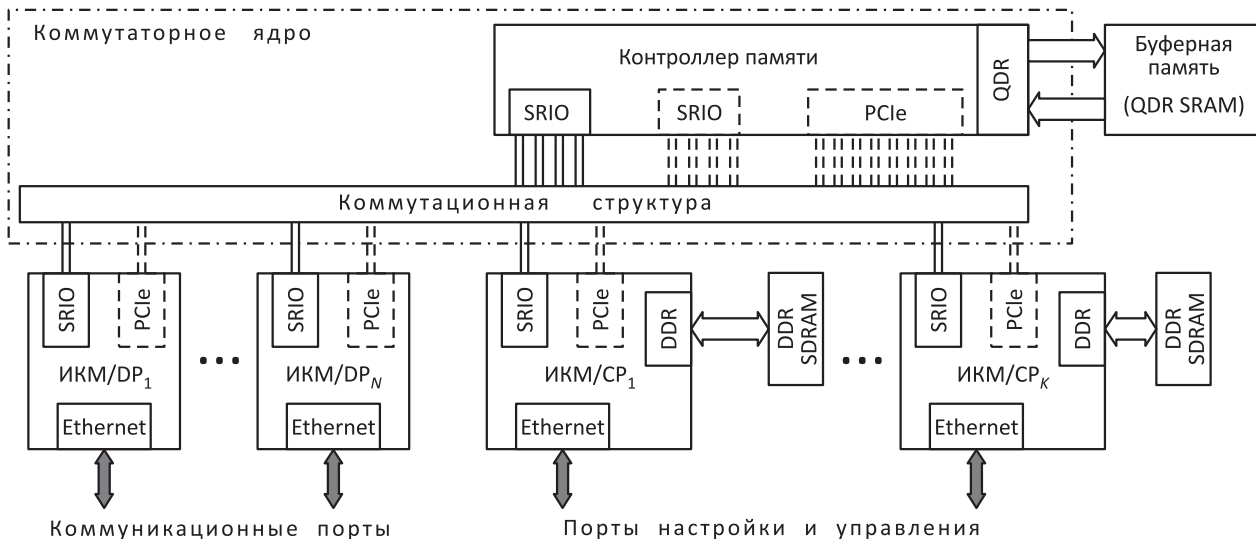 Коммутаторное ядро
Контроллер памяти
QDR
Буферная
память
(QDR SRAM)
SRIO
SRIO
PCIe
Коммутационная структура
SRIO
PCIe
SRIO
PCIe
SRIO
PCIe
DDR
DDR
SDRAM
SRIO
PCIe
DDR
DDR
SDRAM
...
...
ИКМ/DP1
ИКМ/DPN
ИКМ/CP1
ИКМ/CPK
Ethernet
Ethernet
Ethernet
Ethernet
Коммуникационные порты
Порты настройки и управления